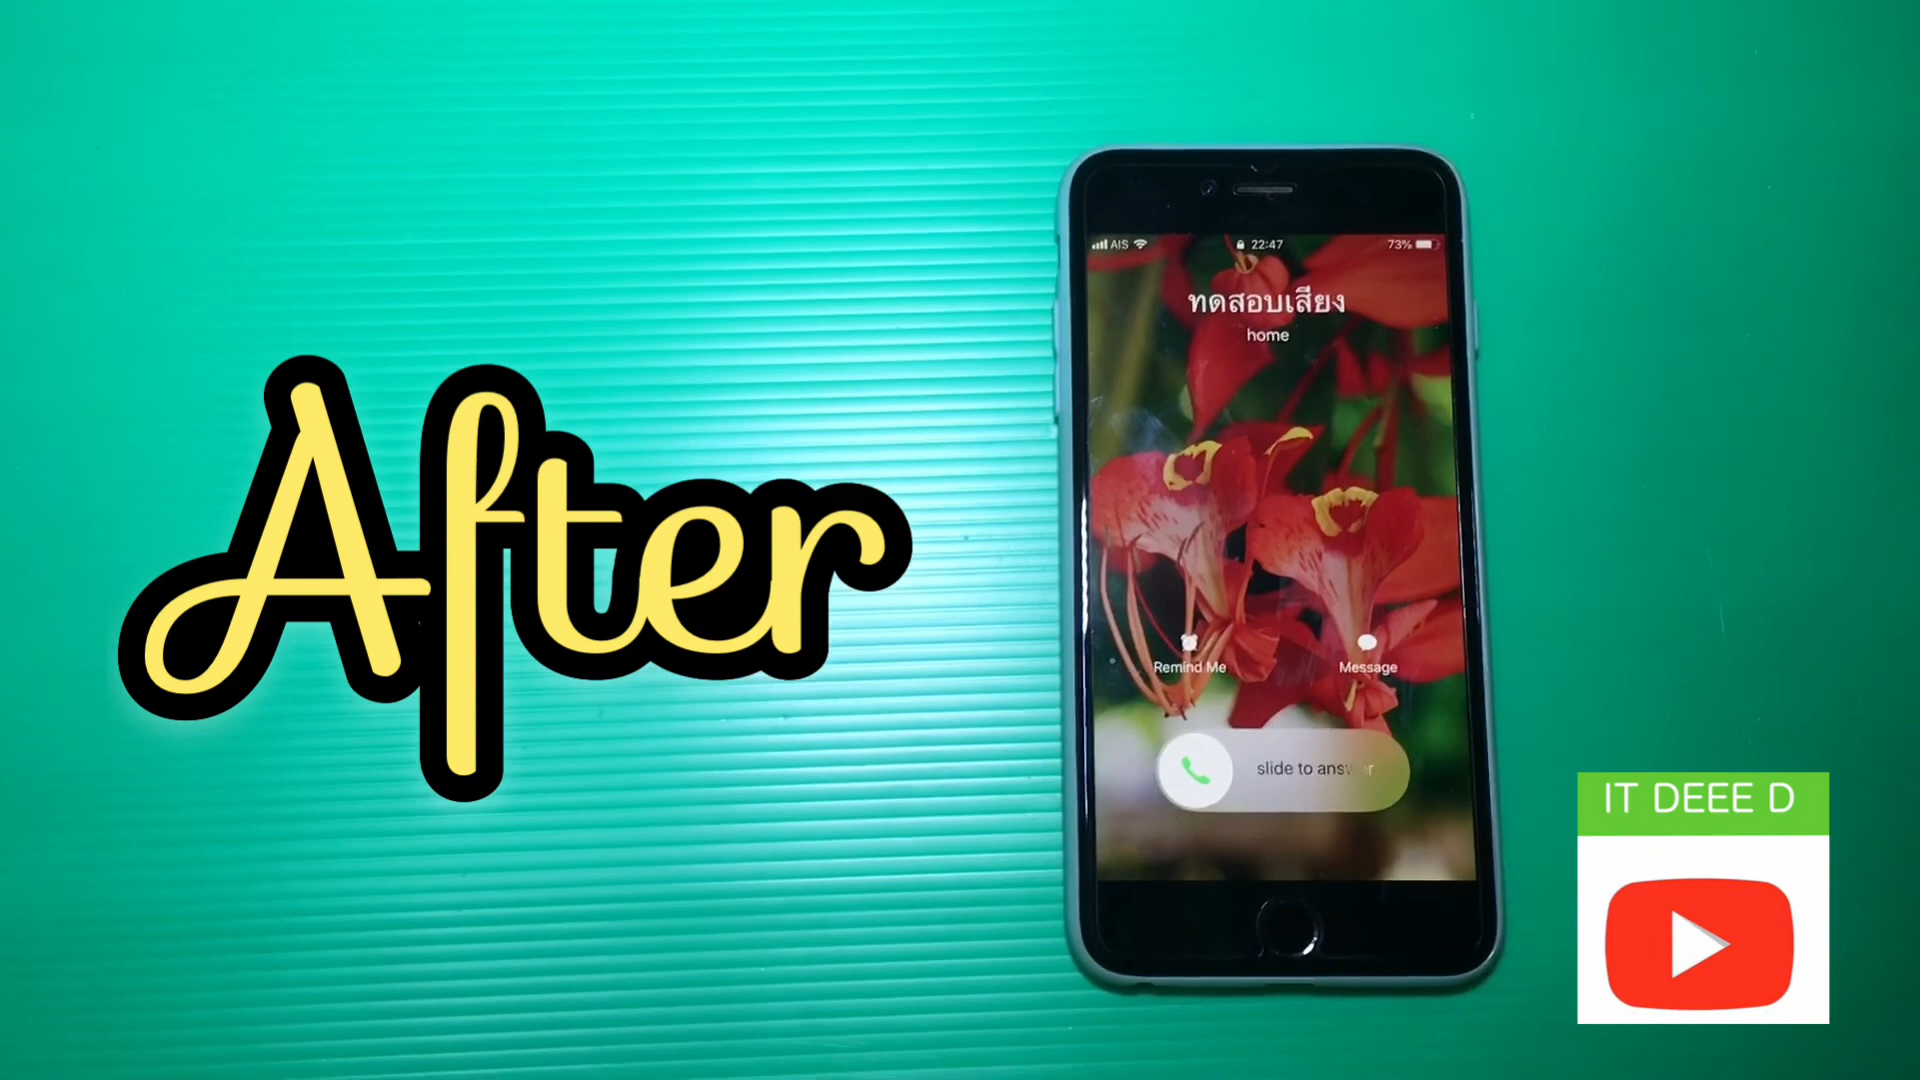 After
AIS 22:47 73%
ทดสอบเสียง
home
Remind Me Message
slide to answer
IT DEEE D